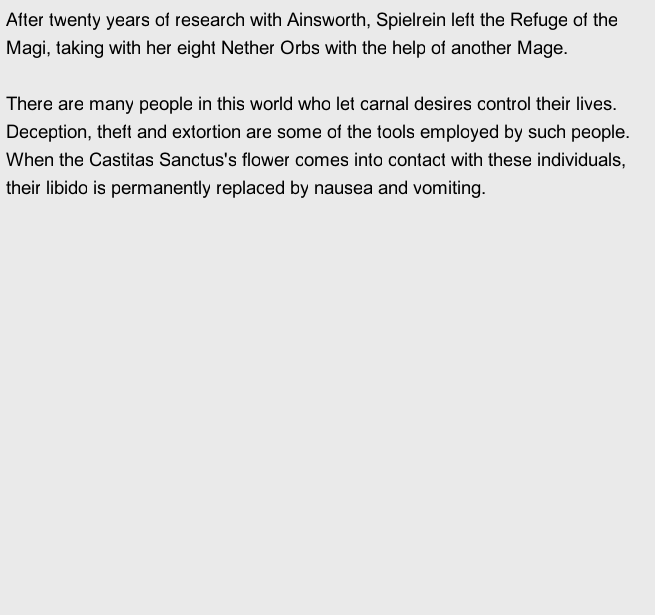 After twenty years of research with Ainsworth, Spielrein left the Refuge of the
Magi, taking with her eight Nether Orbs with the help of another Mage.
There are many people in this world who let carnal desires control their lives.
Deception, theft and extortion are some of the tools employed by such people.
When the Castitas Sanctus's flower comes into contact with these individuals,
their libido is permanently replaced by nausea and vomiting.